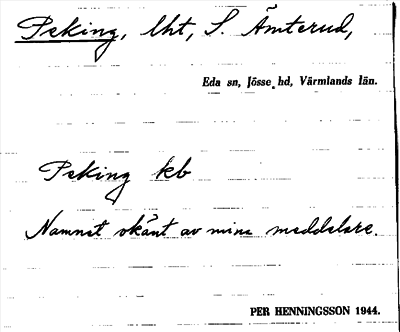 Peking, lht, S. Ämterud,
Eda sn, Jösse hd, Värmlands län.
Peking kb
Namnet okänt av mina meddelare.
PER HENNINGSSON 1944.